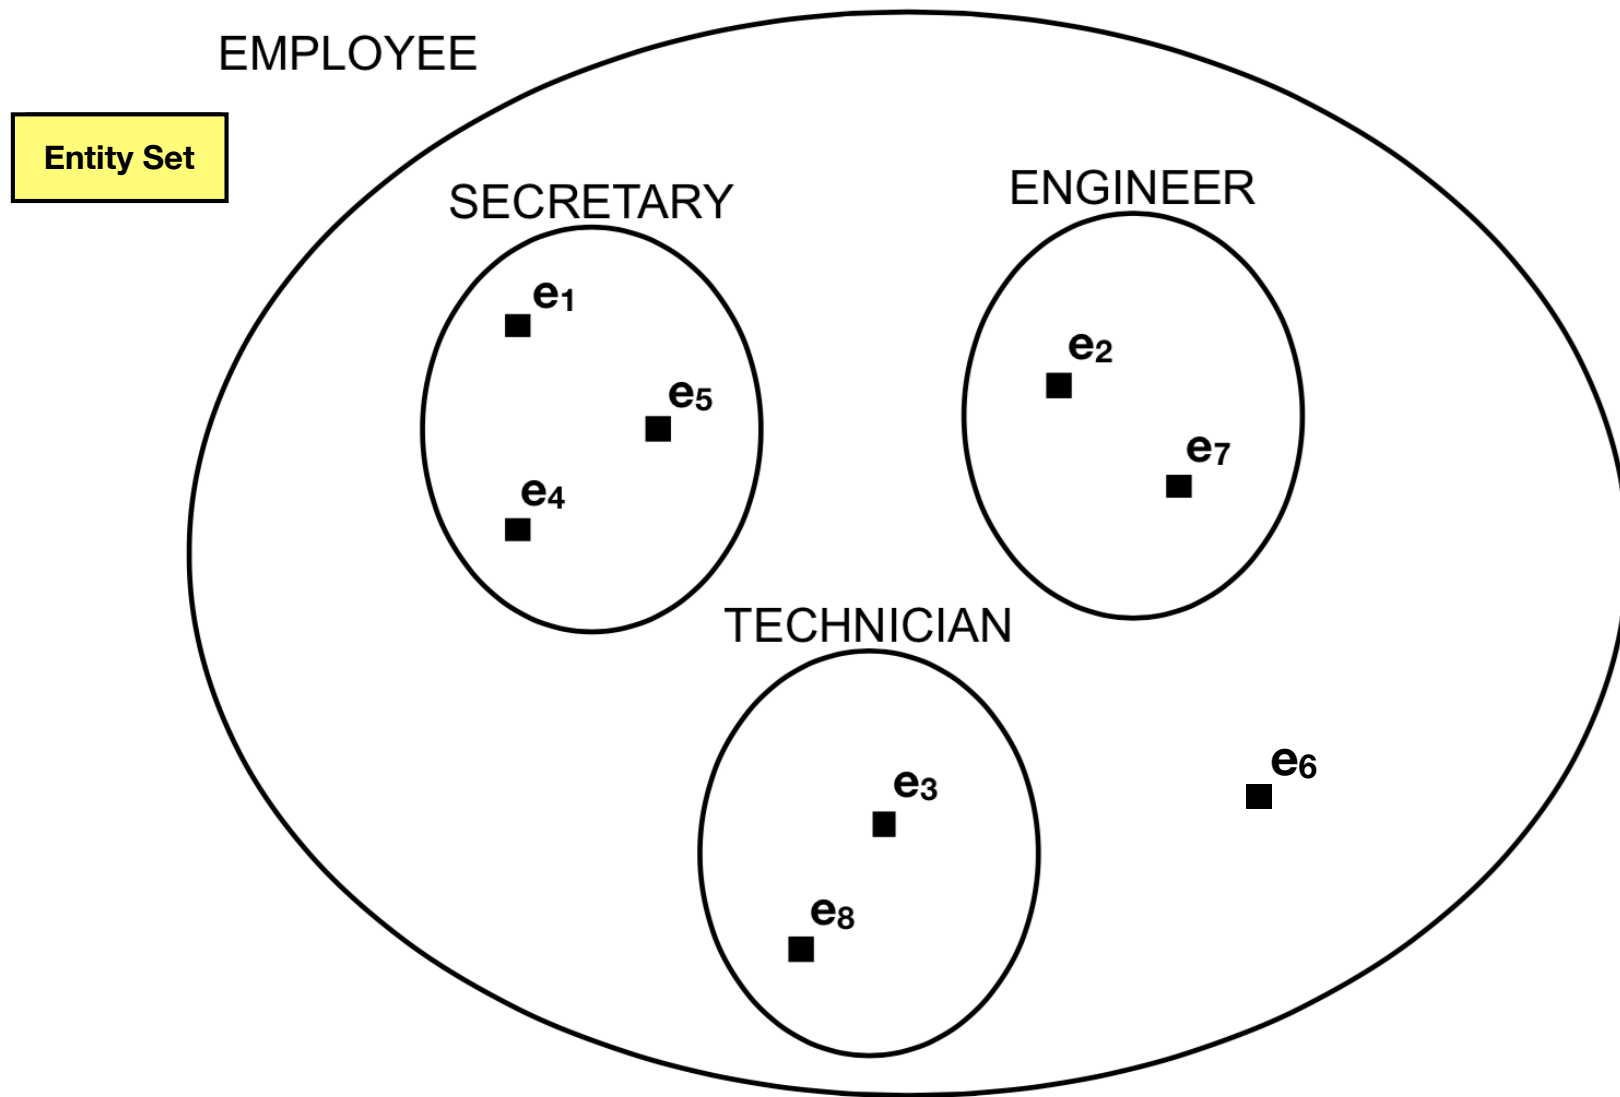 EMPLOYEE
Entity Set
SECRETARY
ENGINEER
e1
e2
e5
e7
e4
TECHNICIAN
e6
e3
e8